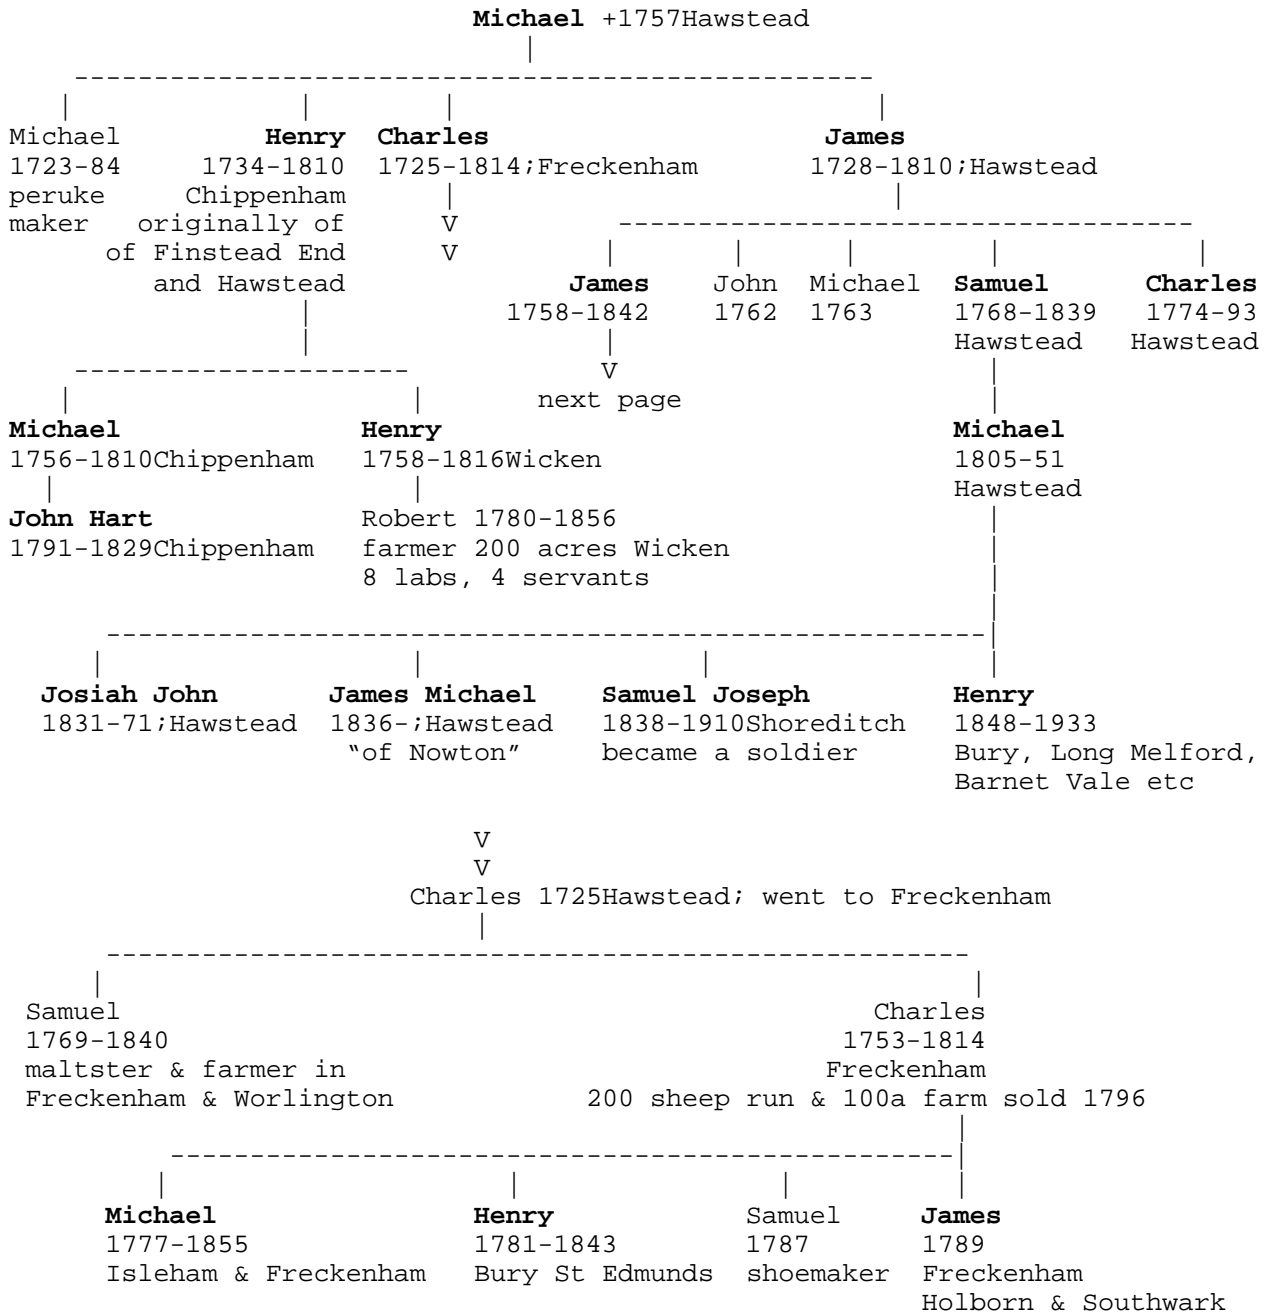 Michael +1757Hawstead
|
--------------------------------------------------
| | | |
Michael Henry Charles James
1723-84 1734-1810 1725-1814;Freckenham 1728-1810;Hawstead
peruke Chippenham | |
maker originally of V ------------------------------------
of Finstead End V | | | | |
and Hawstead James John Michael Samuel Charles
| 1758-1842 1762 1763 1768-1839 1774-93
| | Hawstead Hawstead
--------------------- V |
| | next page |
Michael Henry Michael
1756-1810Chippenham 1758-1816Wicken 1805-51
| | Hawstead
John Hart Robert 1780-1856 |
1791-1829Chippenham farmer 200 acres Wicken |
8 labs, 4 servants |
|
-------------------------------------------------------|
| | | |
Josiah John James Michael Samuel Joseph Henry
1831-71;Hawstead 1836-;Hawstead 1838-1910Shoreditch 1848-1933
“of Nowton” became a soldier Bury, Long Melford,
Barnet Vale etc
V
V
Charles 1725Hawstead; went to Freckenham
|
------------------------------------------------------
| |
Samuel Charles
1769-1840 1753-1814
maltster & farmer in Freckenham
Freckenham & Worlington 200 sheep run & 100a farm sold 1796
|
-------------------------------------------------|
| | | |
Michael Henry Samuel James
1777-1855 1781-1843 1787 1789
Isleham & Freckenham Bury St Edmunds shoemaker Freckenham
Holborn & Southwark